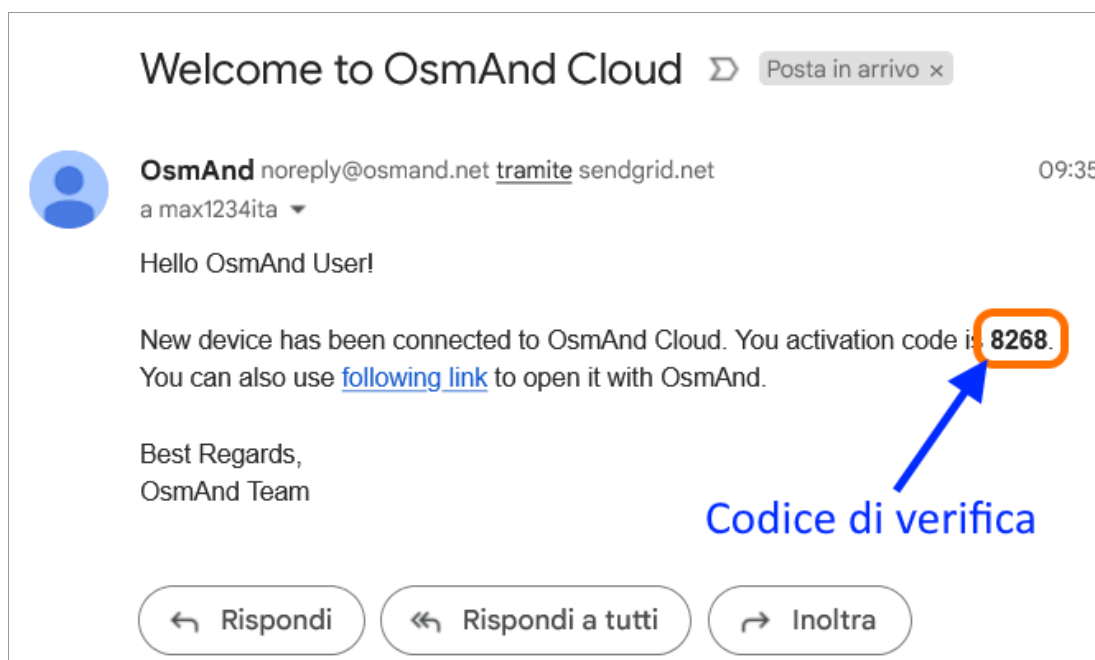 Welcome to OsmAnd Cloud Posta in arrivo ×
OsmAnd noreply@osmand.net tramite sendgrid.net 09:35
a max1234ita
Hello OsmAnd User!
New device has been connected to OsmAnd Cloud. You activation code is 8268.
You can also use following link to open it with OsmAnd.
Best Regards,
OsmAnd Team
Codice di verifica
Rispondi Rispondi a tutti Inoltra